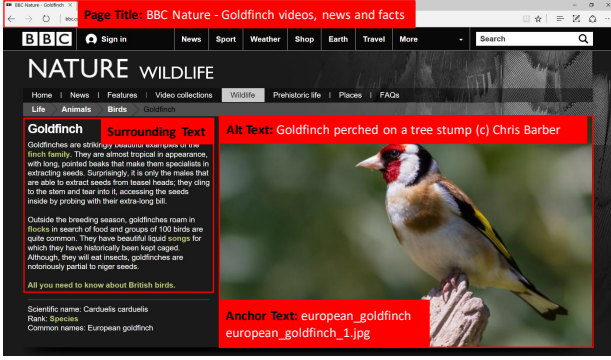 BBC Nature - Goldfinch
Page Title: BBC Nature - Goldfinch videos, news and facts
BBC Sign in News Sport Weather Shop Earth Travel More Search
NATURE WILDLIFE
Home | News | Features | Video collections Wildlife Prehistoric life | Places | FAQs
Life Animals Birds Goldfinch
Goldfinch
Surrounding Text
Alt Text: Goldfinch perched on a tree stump (c) Chris Barber
Goldfinches are strikingly beautiful examples of the
finch family. They are almost tropical in appearance,
with long, pointed beaks that make them specialists in
extracting seeds. Surprisingly, it is only the males that
are able to extract seeds from teasel heads; they cling
to the stem and tear into it, accessing the seeds
inside by probing with their extra-long bill.
Outside the breeding season, goldfinches roam in
flocks in search of food and groups of 100 birds are
quite common. They have beautiful liquid songs for
which they have historically been kept caged.
Although, they will eat insects, goldfinches are
notoriously partial to niger seeds.
All you need to know about British birds.
Scientific name: Carduelis carduelis
Rank: Species
Common names: European goldfinch
Anchor Text: european_goldfinch
european_goldfinch_1.jpg